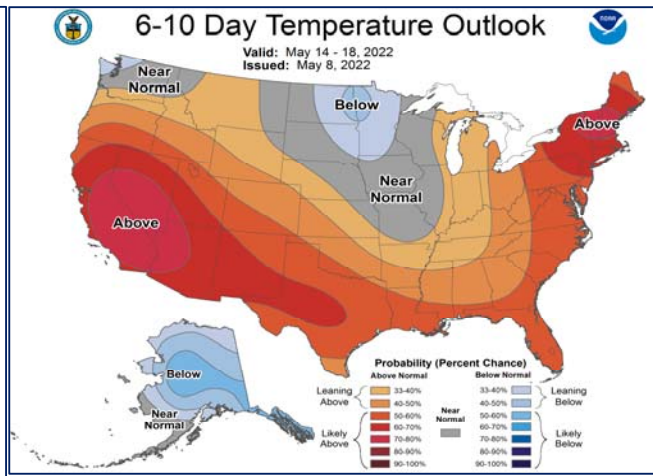 6-10 Day Temperature Outlook
Valid: May 14 - 18, 2022
Issued: May 8, 2022
NOAA
Near
Normal
Below
Above
Near
Normal
Above
Below
Near
Normal
Probability (Percent Chance)
Above Normal
Below Normal
Leaning
Above
33-40%
40-50%
Likely
Above
50-60%
60-70%
70-80%
80-90%
90-100%
Near
Normal
33-40%
40-50%
50-60%
60-70%
70-80%
80-90%
90-100%
Leaning
Below
Likely
Below